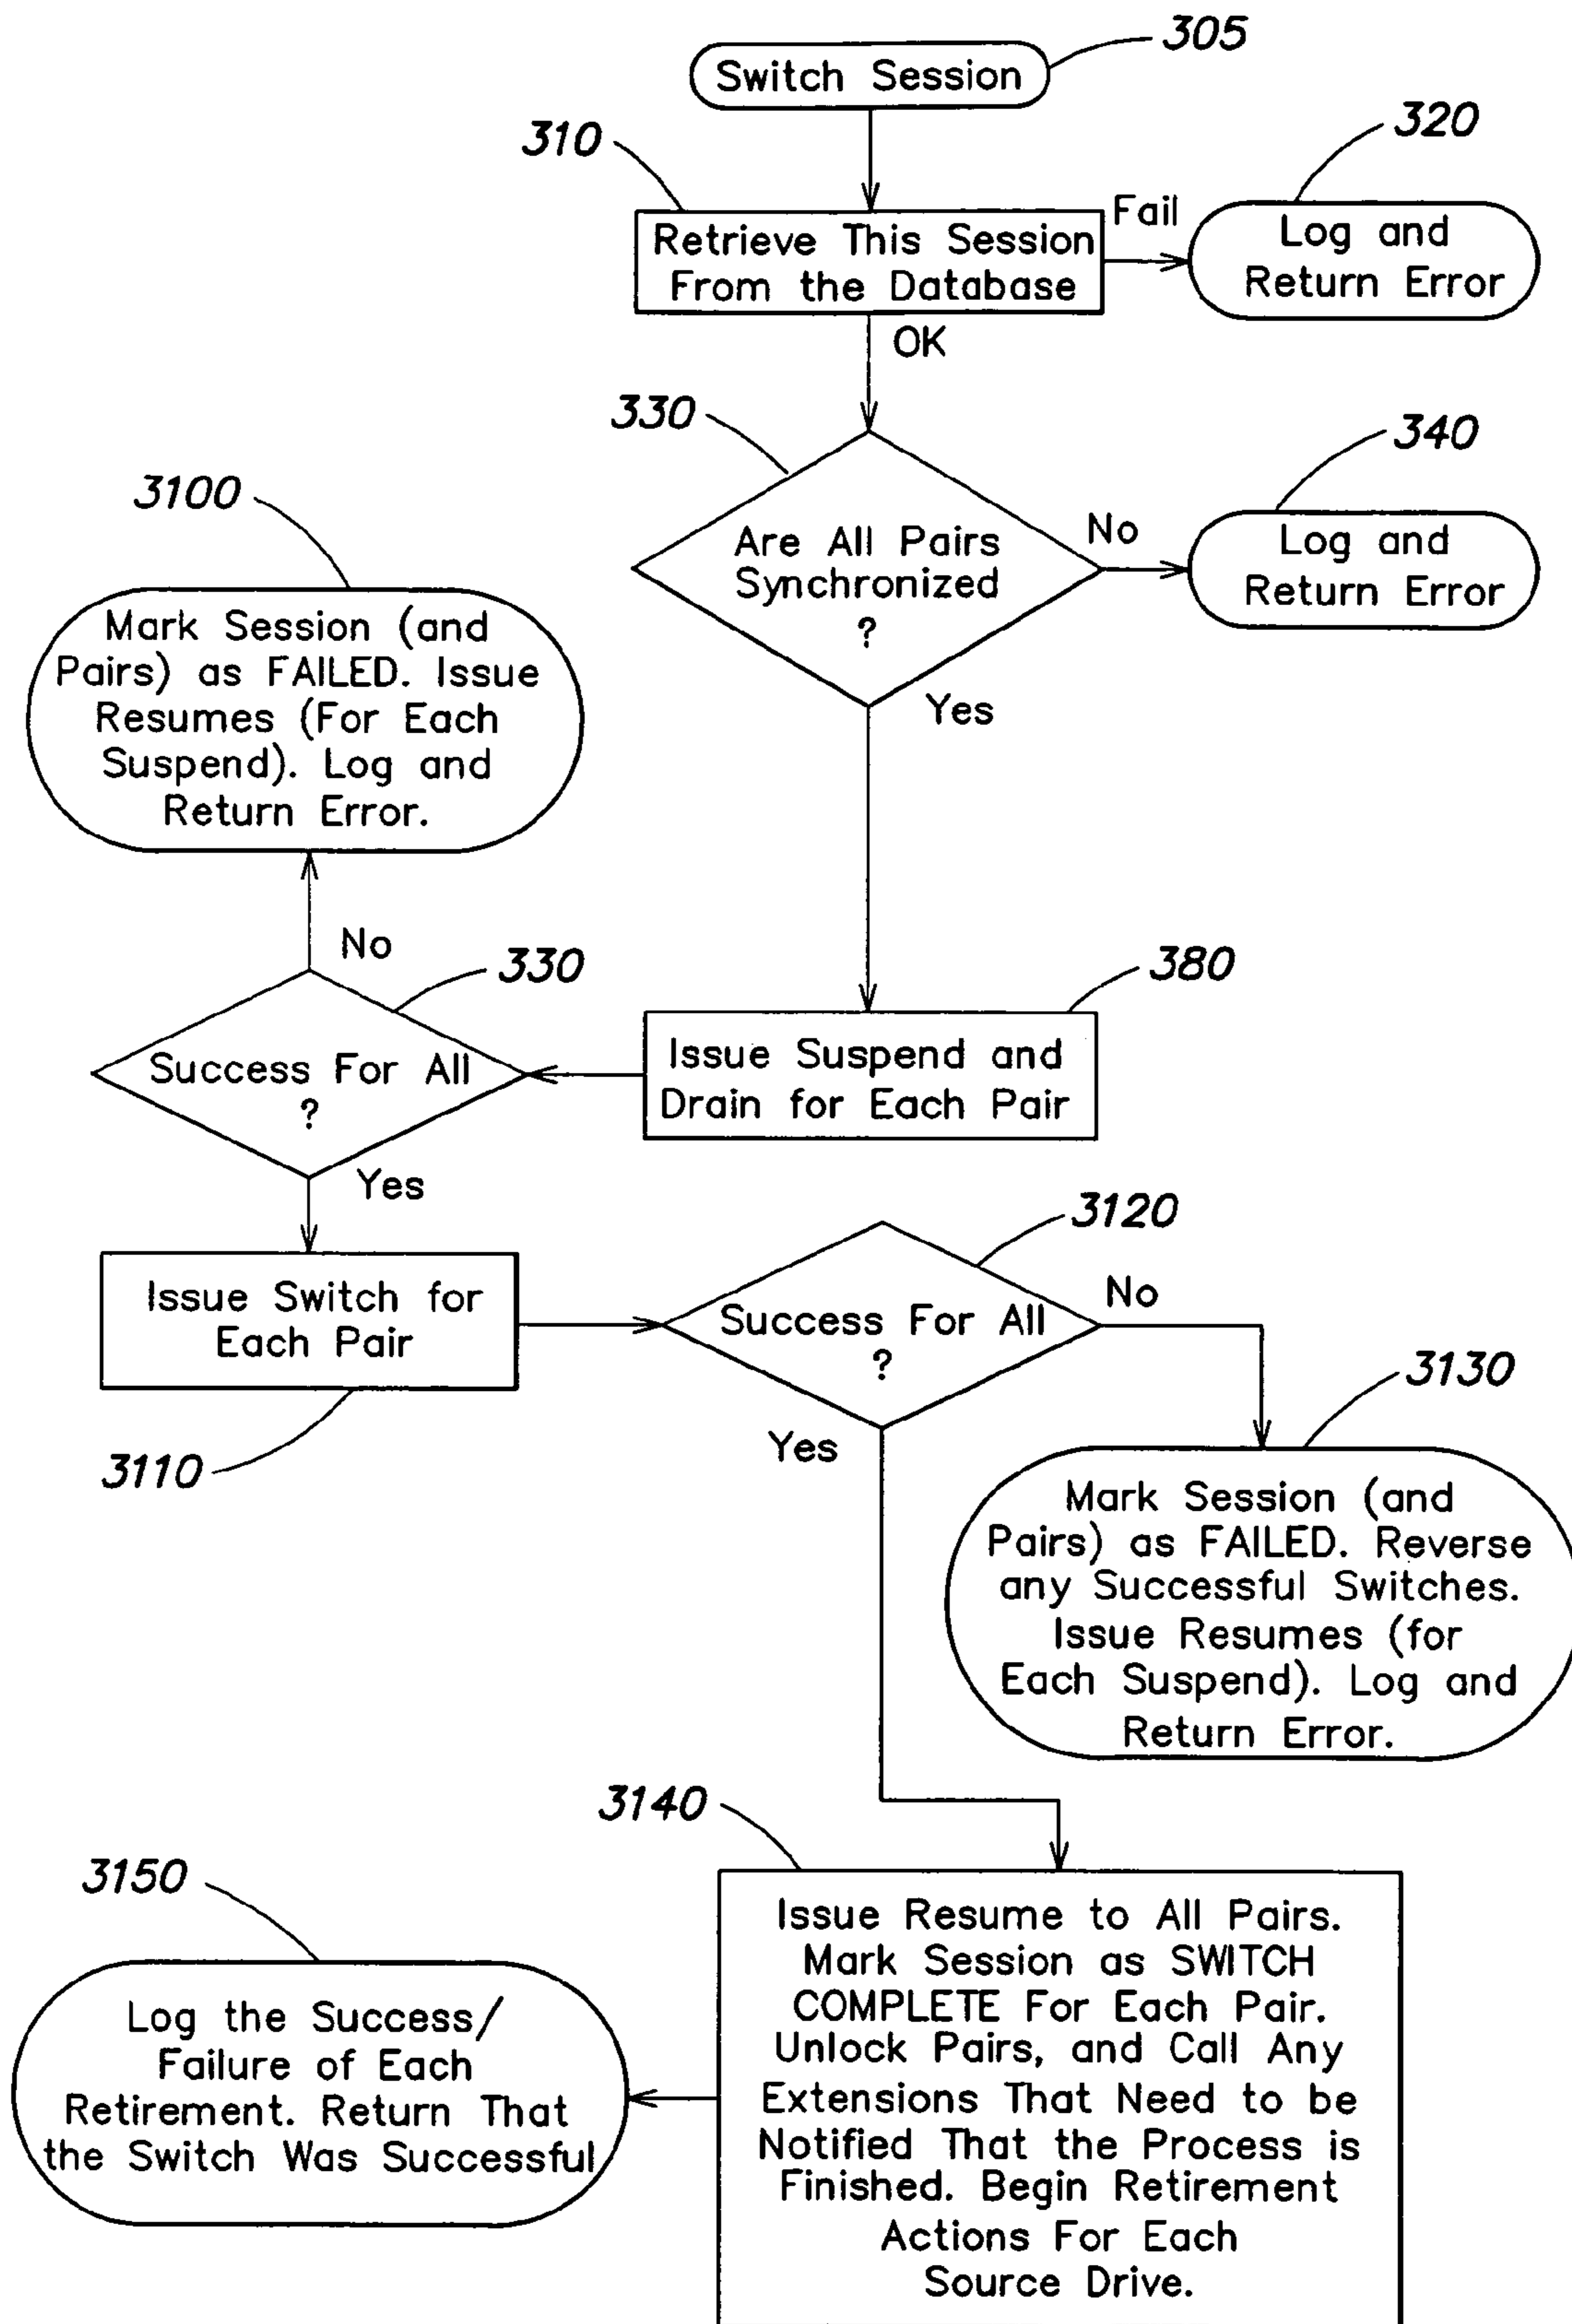 305
Switch Session
310
320
Fail
Retrieve This Session
From the Database
Log and
Return Error
OK
330
340
3100
Are All Pairs
Synchronized
?
No
Log and
Return Error
Mark Session (and
Pairs) as FAILED. Issue
Resumes (For Each
Suspend). Log and
Return Error.
Yes
No
330
380
Success For All
?
Issue Suspend and
Drain for Each Pair
Yes
3120
Issue Switch for
Each Pair
Success For All
?
No
3110
Yes
3130
Mark Session (and
Pairs) as FAILED. Reverse
any Successful Switches.
Issue Resumes (for
Each Suspend). Log and
Return Error.
3140
3150
Issue Resume to All Pairs.
Mark Session as SWITCH
COMPLETE For Each Pair.
Unlock Pairs, and Call Any
Extensions That Need to be
Notified That the Process is
Finished. Begin Retirement
Actions For Each
Source Drive.
Log the Success/
Failure of Each
Retirement. Return That
the Switch Was Successful